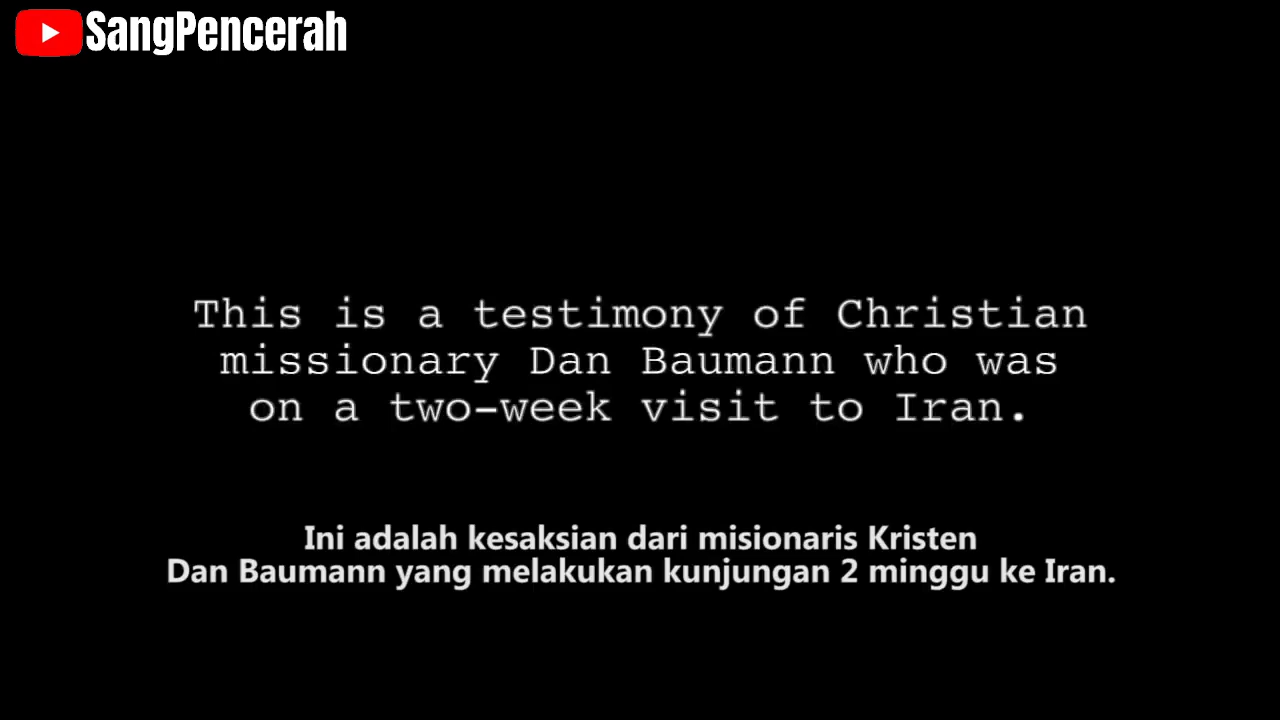 SangPencerah
This is a testimony of Christian
missionary Dan Baumann who was
on a two-week visit to Iran.
Ini adalah kesaksian dari misionaris Kristen
Dan Baumann yang melakukan kunjungan 2 minggu ke Iran.